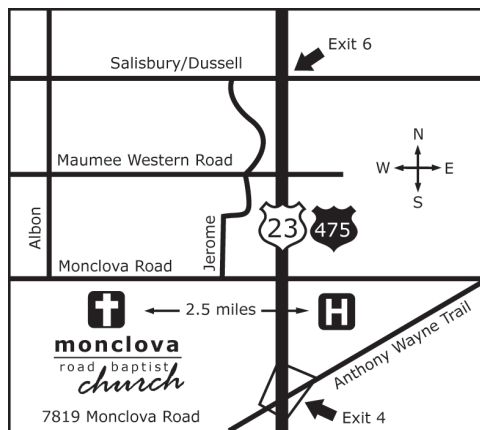 Exit 6
Salisbury/Dussell
N
Maumee Western Road
W E
S
Albon
Jerome
23 475
Monclova Road
2.5 miles
H
monclova
road baptist
church
Anthony Wayne Trail
7819 Monclova Road
Exit 4